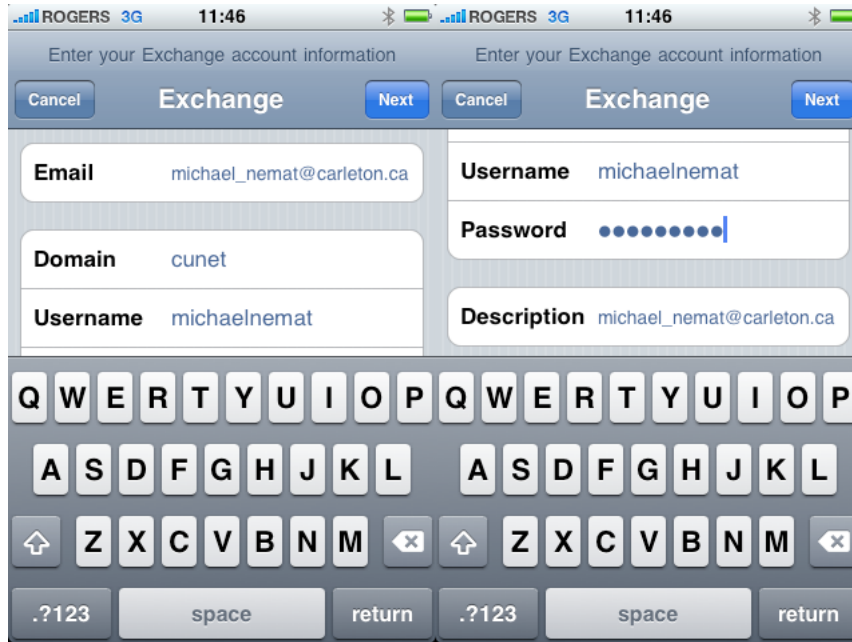 ROGERS 3G 11:46
Enter your Exchange account information
Cancel Exchange Next
Email michael_nemat@carleton.ca
Domain cunet
Username michaelnemat
Q W E R T Y U I O P
A S D F G H J K L
Z X C V B N M
.?123 space return
ROGERS 3G 11:46
Enter your Exchange account information
Cancel Exchange Next
Username michaelnemat
Password ●●●●●●●●●
Description michael_nemat@carleton.ca
Q W E R T Y U I O P
A S D F G H J K L
Z X C V B N M
.?123 space return